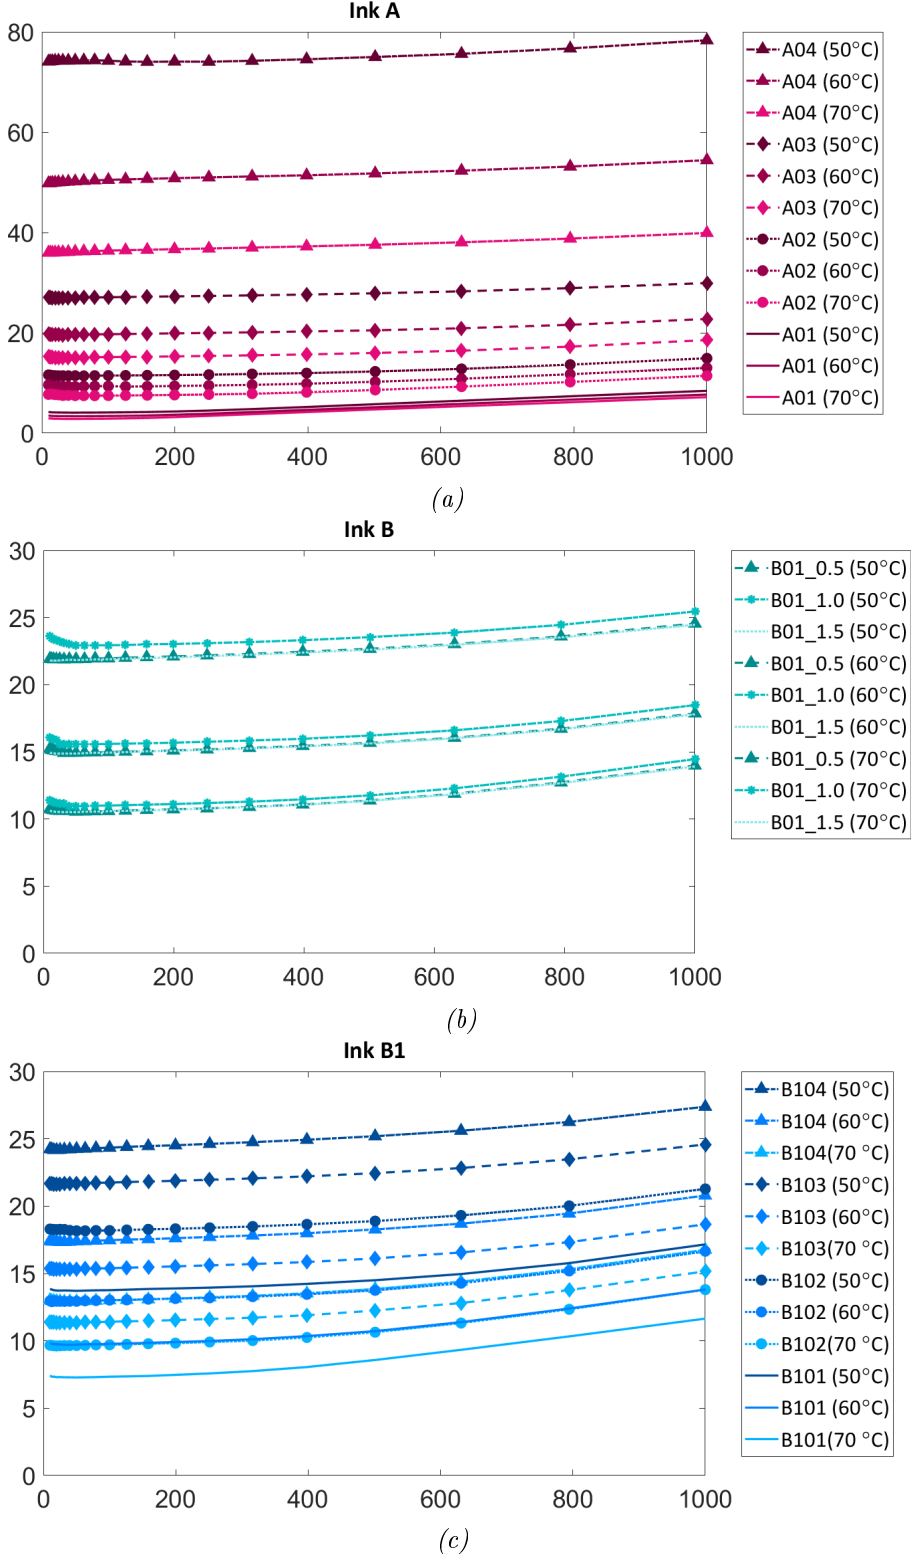 Ink A
80
60
40
20
0
0 200 400 600 800 1000
A04 (50°C)
A04 (60°C)
A04 (70°C)
A03 (50°C)
A03 (60°C)
A03 (70°C)
A02 (50°C)
A02 (60°C)
A02 (70°C)
A01 (50°C)
A01 (60°C)
A01 (70°C)
(a)
Ink B
30
25
20
15
10
5
0
0 200 400 600 800 1000
B01_0.5 (50°C)
B01_1.0 (50°C)
B01_1.5 (50°C)
B01_0.5 (60°C)
B01_1.0 (60°C)
B01_1.5 (60°C)
B01_0.5 (70°C)
B01_1.0 (70°C)
B01_1.5 (70°C)
(b)
Ink B1
30
25
20
15
10
5
0
0 200 400 600 800 1000
B104 (50°C)
B104 (60°C)
B104(70 °C)
B103 (50°C)
B103 (60°C)
B103(70 °C)
B102 (50°C)
B102 (60°C)
B102(70 °C)
B101 (50°C)
B101 (60°C)
B101(70 °C)
(c)